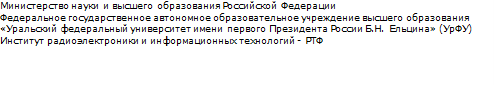 Министерство науки и высшего образования Российской Федерации
Федеральное государственное автономное образовательное учреждение высшего образования
«Уральский федеральный университет имени первого Президента России Б.Н. Ельцина» (УрФУ)
Институт радиоэлектроники и информационных технологий - РТФ